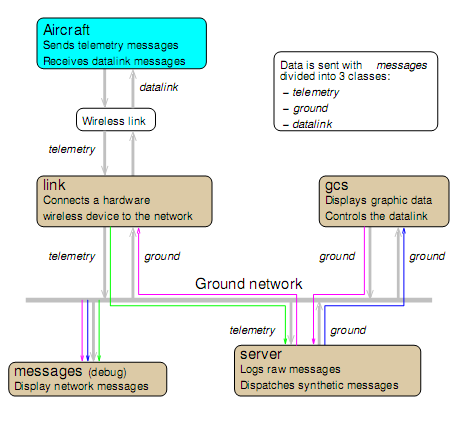 Aircraft
Sends telemetry messages
Receives datalink messages
Data is sent with messages
divided into 3 classes:
– telemetry
– ground
– datalink
datalink
Wireless link
telemetry
link
Connects a hardware
wireless device to the network
gcs
Displays graphic data
Controls the datalink
telemetry
ground
ground
ground
Ground network
telemetry
ground
messages (debug)
Display network messages
server
Logs raw messages
Dispatches synthetic messages